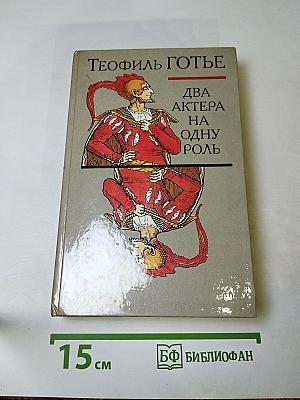 ТЕОФИЛЬ ГОТЬЕ
ДВА
АКТЕРА
НА
ОДНУ
РОЛЬ
15 см
БФ БИБЛИОФАН